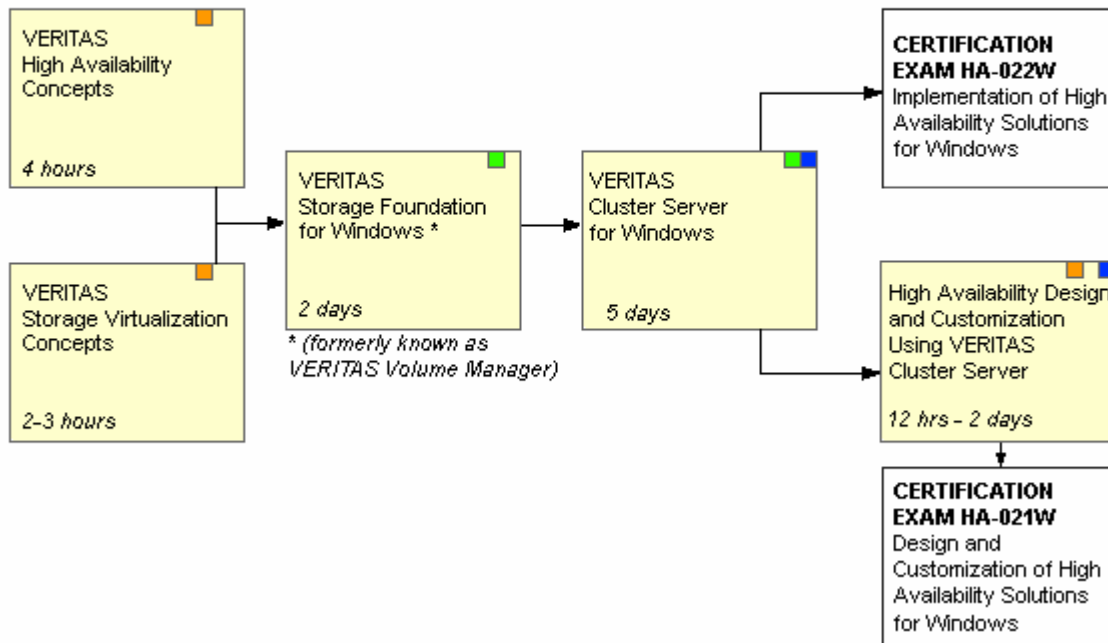 VERITAS
High Availability
Concepts
4 hours
VERITAS
Storage Virtualization
Concepts
2-3 hours
VERITAS
Storage Foundation
for Windows *
2 days
* (formerly known as
VERITAS Volume Manager)
VERITAS
Cluster Server
for Windows
5 days
CERTIFICATION
EXAM HA-022W
Implementation of High
Availability Solutions
for Windows
High Availability Design
and Customization
Using VERITAS
Cluster Server
12 hrs - 2 days
CERTIFICATION
EXAM HA-021W
Design and
Customization of High
Availability Solutions
for Windows